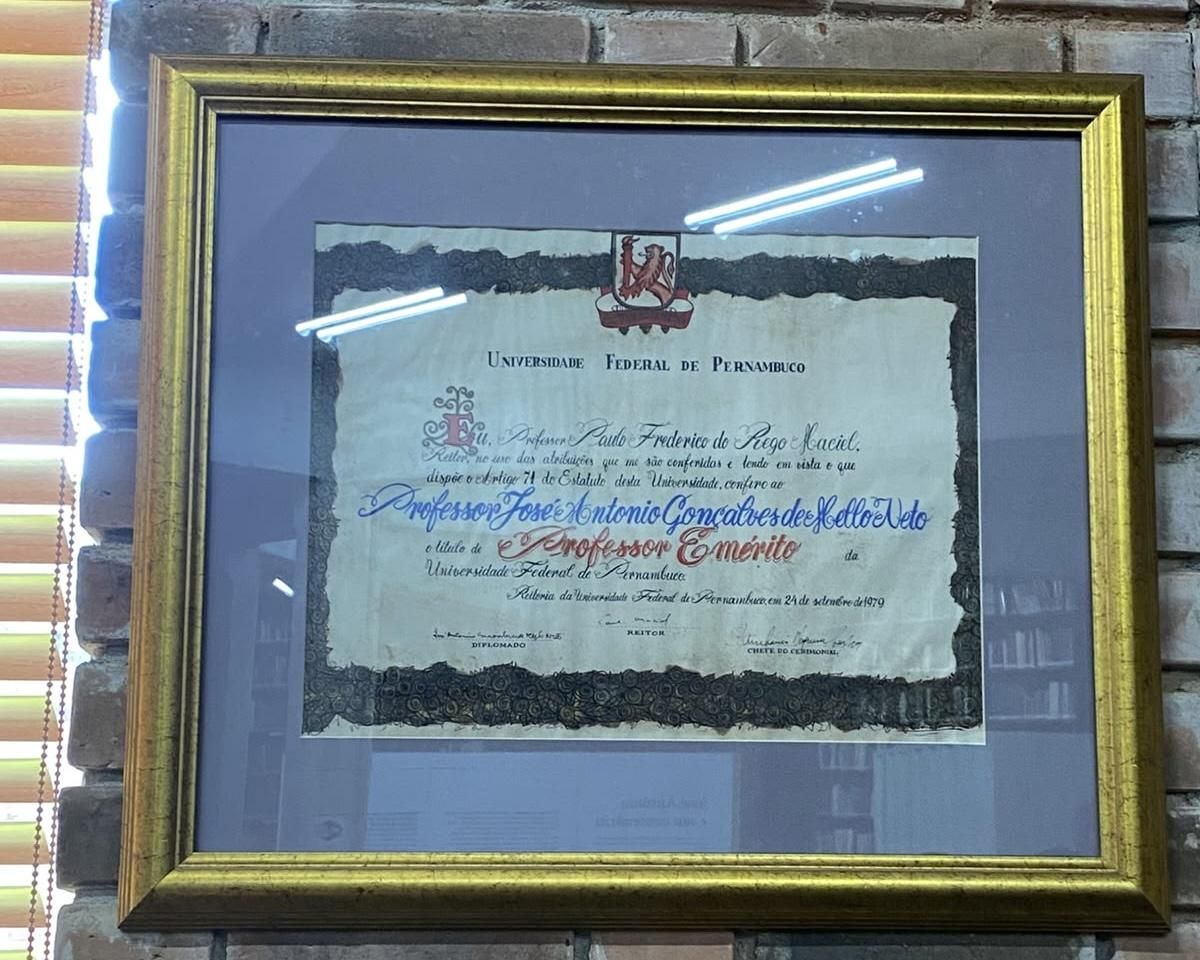 UNIVERSIDADE FEDERAL DE PERNAMBUCO
Eu, Professor Paulo Frederico do Rego Maciel,
Reitor, no uso das atribuições que me são conferidas e tendo em vista o que
dispõe o Artigo 71 do Estatuto desta Universidade, confere ao
Professor José Antonio Gonçalves de Mello Neto
o título de Professor Emérito da
Universidade Federal de Pernambuco.
Reitoria da Universidade Federal de Pernambuco, em 24 de setembro de 1979
DIPLOMADO
REITOR
CHEFE DO CERIMONIAL